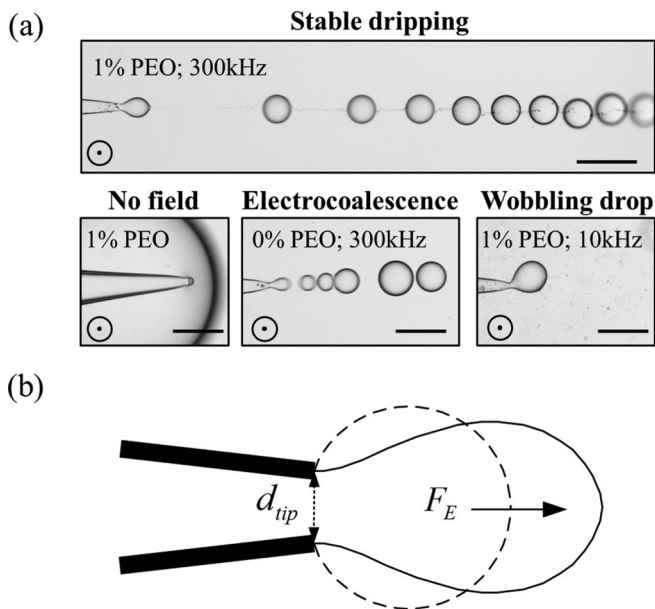 (a)
Stable dripping
1% PEO; 300kHz
No field
Electrocoalescence
Wobbling drop
1% PEO
0% PEO; 300kHz
1% PEO; 10kHz
(b)
d_tip
F_E